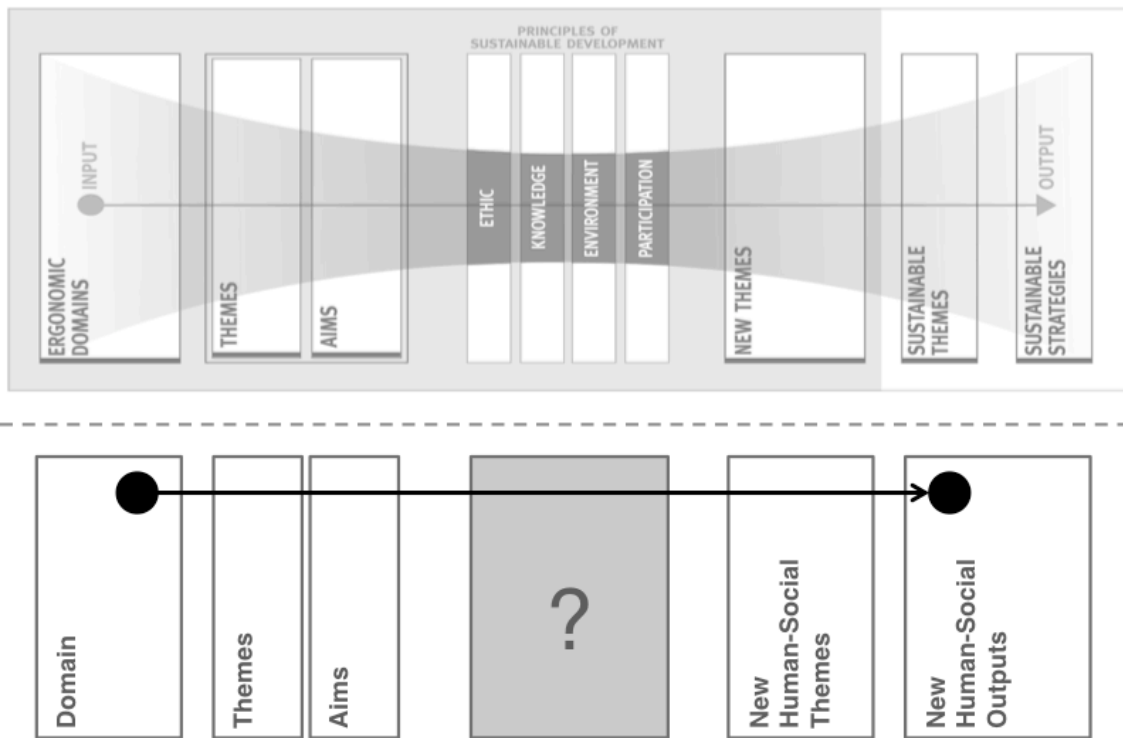 PRINCIPLES OF
SUSTAINABLE DEVELOPMENT
INPUT
ERGONOMIC
DOMAINS
THEMES
AIMS
ETHIC
KNOWLEDGE
ENVIRONMENT
PARTICIPATION
NEW THEMES
SUSTAINABLE
THEMES
OUTPUT
SUSTAINABLE
STRATEGIES
Domain
Themes
Aims
?
New
Human-Social
Themes
New
Human-Social
Outputs